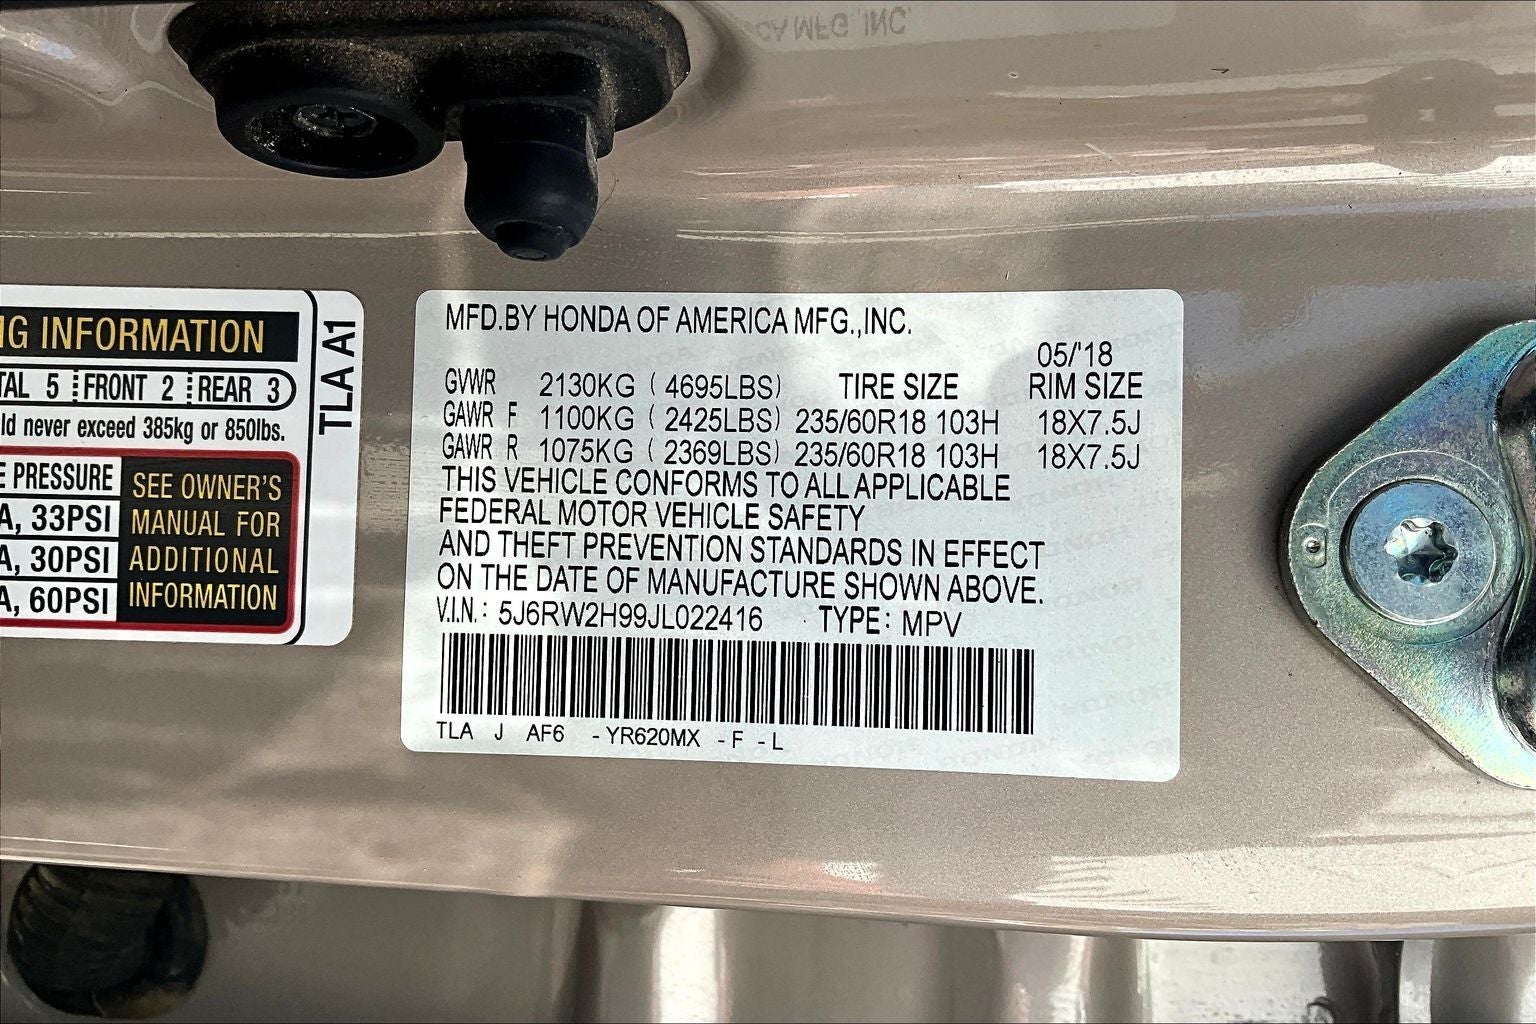 NG INFORMATION
TAL 5 FRONT 2 REAR 3
ld never exceed 385kg or 850lbs.
E PRESSURE
A, 33PSI
A, 30PSI
A, 60PSI
SEE OWNER'S
MANUAL FOR
ADDITIONAL
INFORMATION
TLA A1
MFD.BY HONDA OF AMERICA MFG.,INC.
05/'18
GVWR 2130KG ( 4695LBS) TIRE SIZE RIM SIZE
GAWR F 1100KG ( 2425LBS) 235/60R18 103H 18X7.5J
GAWR R 1075KG ( 2369LBS) 235/60R18 103H 18X7.5J
THIS VEHICLE CONFORMS TO ALL APPLICABLE
FEDERAL MOTOR VEHICLE SAFETY
AND THEFT PREVENTION STANDARDS IN EFFECT
ON THE DATE OF MANUFACTURE SHOWN ABOVE.
V.I.N.: 5J6RW2H99JL022416 TYPE: MPV
TLA J AF6 -YR620MX -F -L